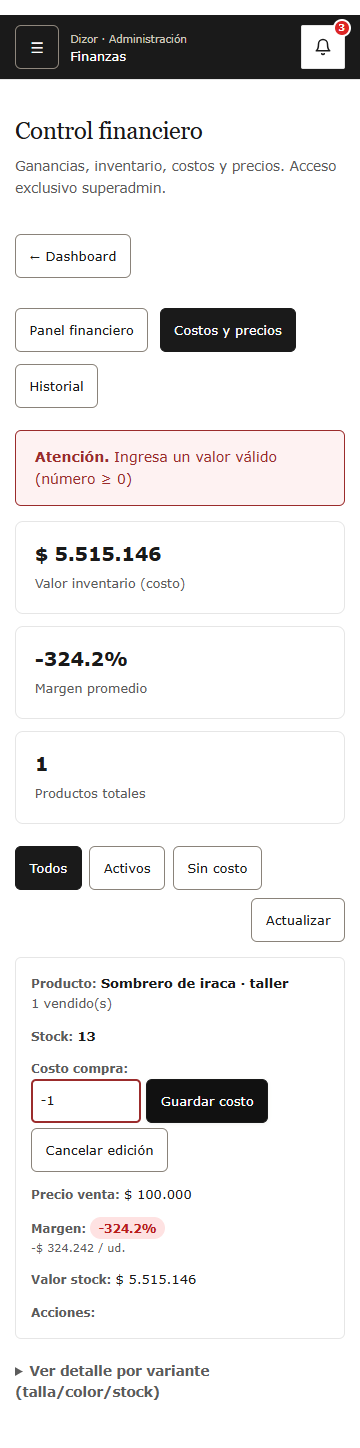 ☰
Dizor · Administración
Finanzas
3
Control financiero
Ganancias, inventario, costos y precios. Acceso
exclusivo superadmin.
← Dashboard
Panel financiero
Costos y precios
Historial
Atención. Ingresa un valor válido
(número ≥ 0)
$ 5.515.146
Valor inventario (costo)
-324.2%
Margen promedio
1
Productos totales
Todos
Activos
Sin costo
Actualizar
Producto: Sombrero de iraca · taller
1 vendido(s)
Stock: 13
Costo compra:
-1
Guardar costo
Cancelar edición
Precio venta: $ 100.000
Margen: -324.2%
-$ 324.242 / ud.
Valor stock: $ 5.515.146
Acciones:
▶ Ver detalle por variante
(talla/color/stock)